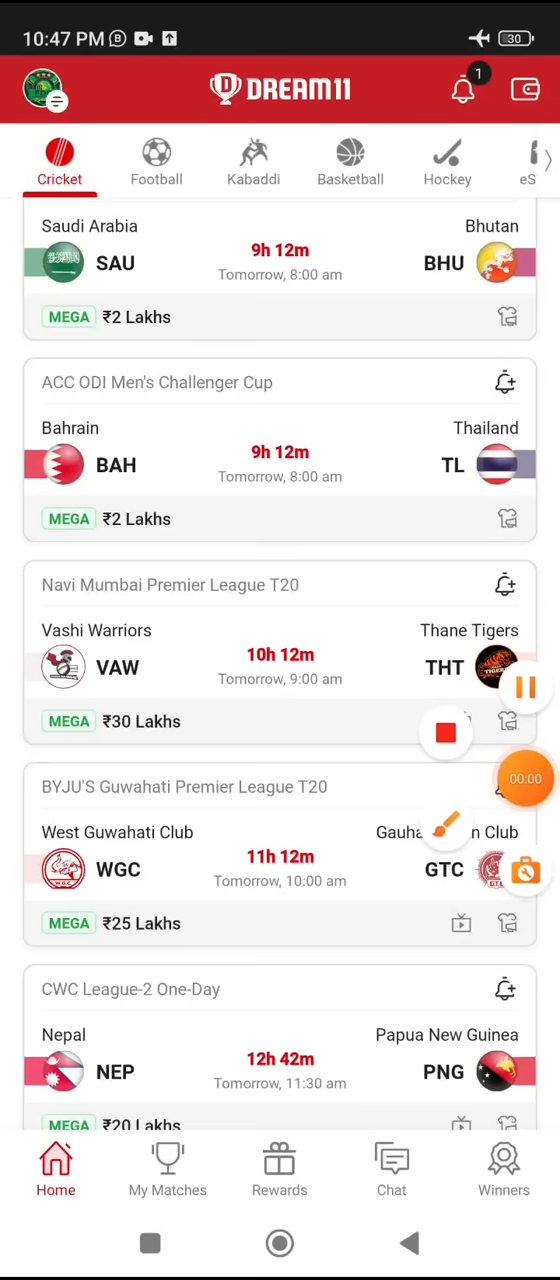 10:47 PM
30
DREAM11
1
Cricket
Football
Kabaddi
Basketball
Hockey
eS
Saudi Arabia
Bhutan
SAU
9h 12m
BHU
Tomorrow, 8:00 am
MEGA ₹2 Lakhs
ACC ODI Men's Challenger Cup
Bahrain
Thailand
BAH
9h 12m
TL
Tomorrow, 8:00 am
MEGA ₹2 Lakhs
Navi Mumbai Premier League T20
Vashi Warriors
Thane Tigers
VAW
10h 12m
THT
Tomorrow, 9:00 am
MEGA ₹30 Lakhs
00:00
BYJU'S Guwahati Premier League T20
West Guwahati Club
Gauha n Club
WGC
11h 12m
GTC
Tomorrow, 10:00 am
MEGA ₹25 Lakhs
CWC League-2 One-Day
Nepal
Papua New Guinea
NEP
12h 42m
PNG
Tomorrow, 11:30 am
MEGA ₹20 Lakhs
Home
My Matches
Rewards
Chat
Winners